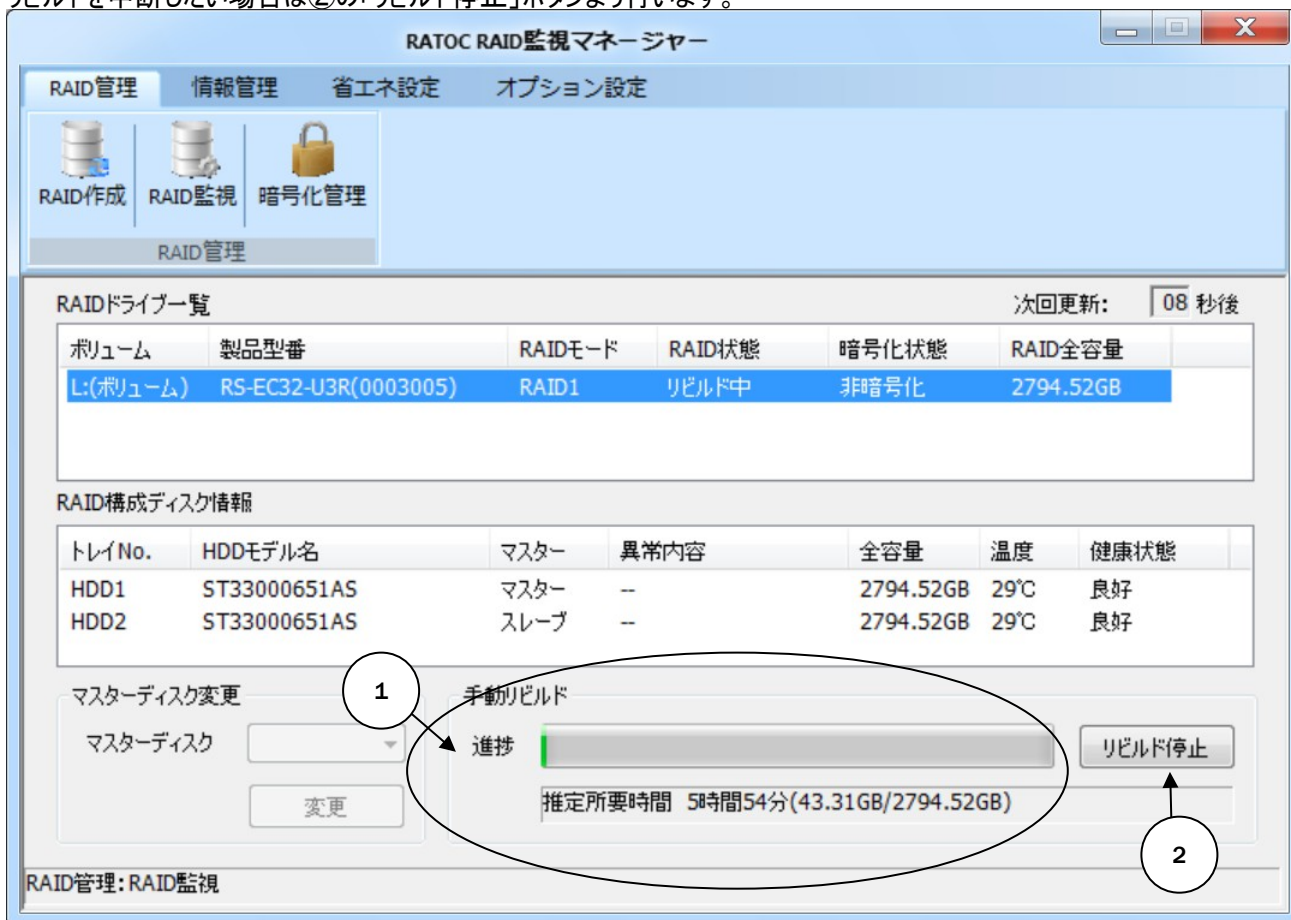 リビルドを中断したい場合は②の「リビルド停止」ボタンより行います。
RATOC RAID監視マネージャー
RAID管理 情報管理 省エネ設定 オプション設定
RAID作成 RAID監視 暗号化管理
RAID管理
RAIDドライブ一覧 次回更新: 08 秒後
ボリューム 製品型番 RAIDモード RAID状態 暗号化状態 RAID全容量
L:(ボリューム) RS-EC32-U3R(0003005) RAID1 リビルド中 非暗号化 2794.52GB
RAID構成ディスク情報
トレイNo. HDDモデル名 マスター 異常内容 全容量 温度 健康状態
HDD1 ST33000651AS マスター -- 2794.52GB 29℃ 良好
HDD2 ST33000651AS スレーブ -- 2794.52GB 29℃ 良好
マスターディスク変更 1 手動リビルド
マスターディスク 進捗 リビルド停止
変更 推定所要時間 5時間54分(43.31GB/2794.52GB)
2
RAID管理:RAID監視